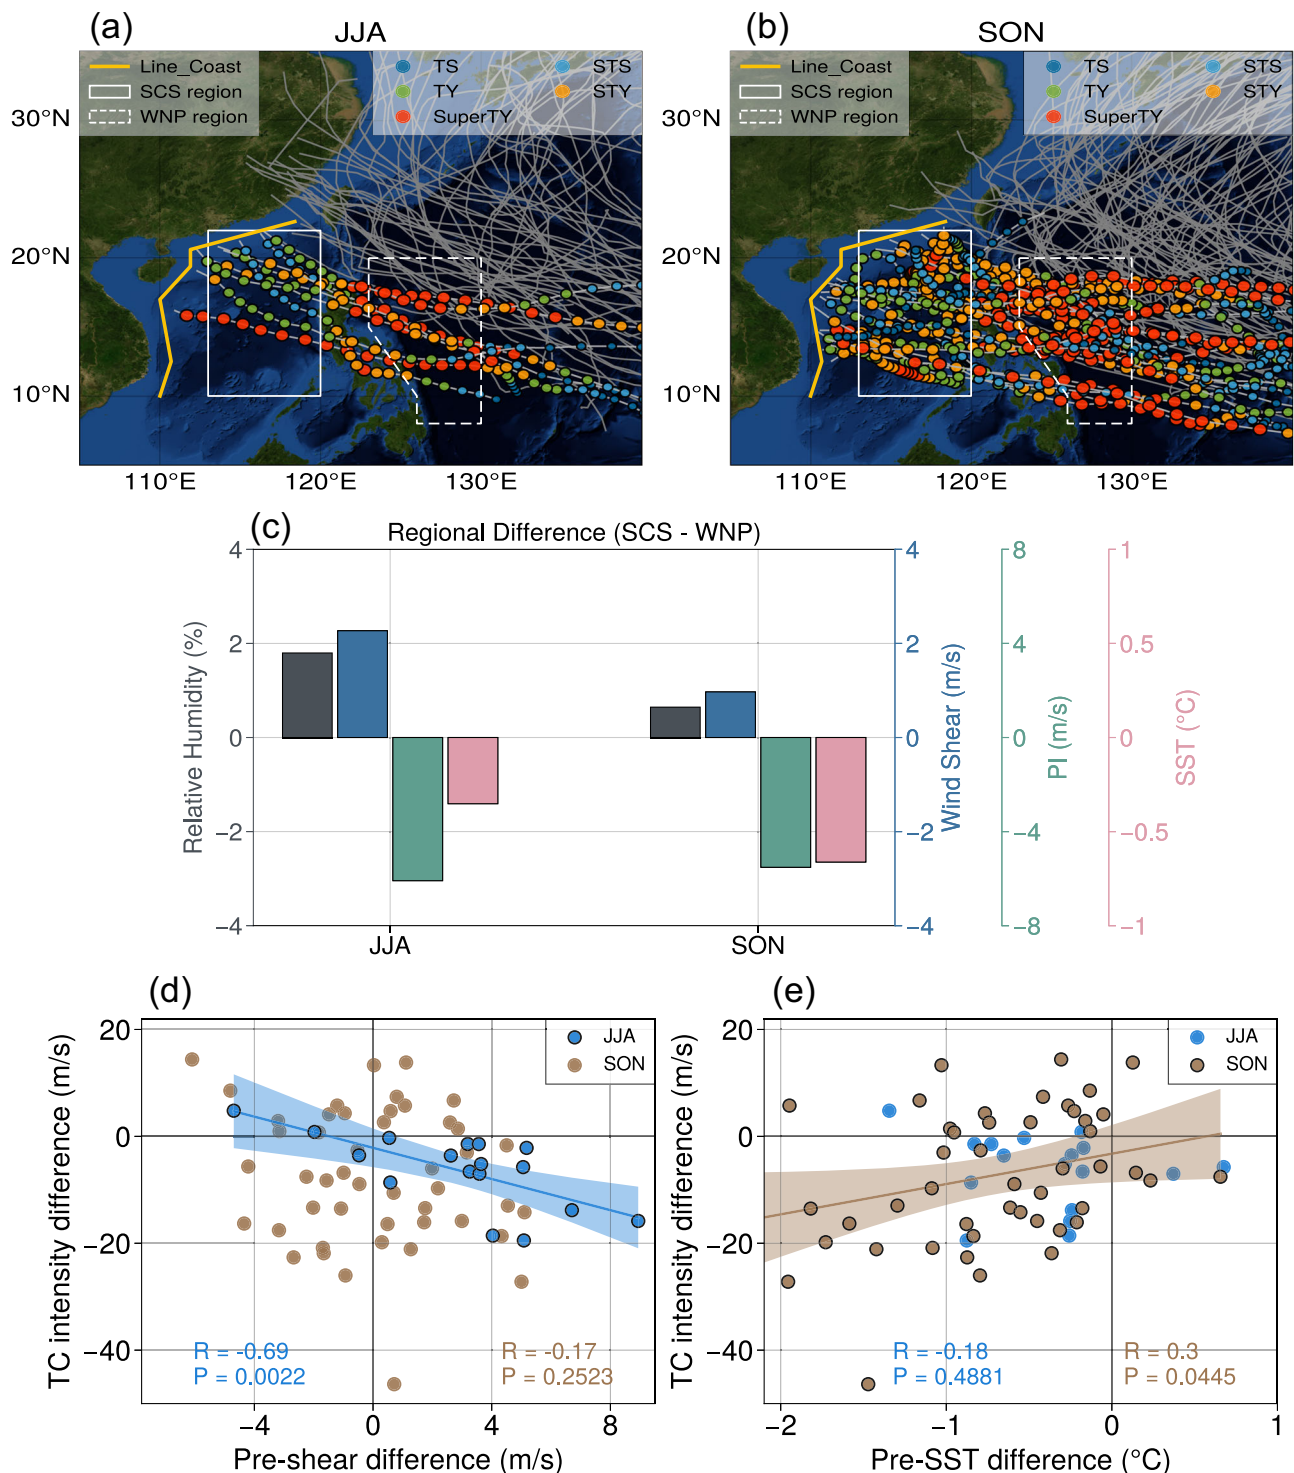 (a)
JJA
(b)
SON
Line_Coast
SCS region
WNP region
TS
STS
TY
STY
SuperTY
Line_Coast
SCS region
WNP region
TS
STS
TY
STY
SuperTY
30°N
20°N
10°N
110°E
120°E
130°E
30°N
20°N
10°N
110°E
120°E
130°E
(c)
Regional Difference (SCS - WNP)
Relative Humidity (%)
4
2
0
−2
−4
JJA
SON
4
2
0
−2
−4
Wind Shear (m/s)
8
4
0
−4
−8
PI (m/s)
1
0.5
0
−0.5
−1
SST (°C)
(d)
TC intensity difference (m/s)
20
0
−20
−40
JJA
SON
R = -0.69
P = 0.0022
R = -0.17
P = 0.2523
−4
0
4
8
Pre-shear difference (m/s)
(e)
TC intensity difference (m/s)
20
0
−20
−40
JJA
SON
R = -0.18
P = 0.4881
R = 0.3
P = 0.0445
−2
−1
0
1
Pre-SST difference (°C)